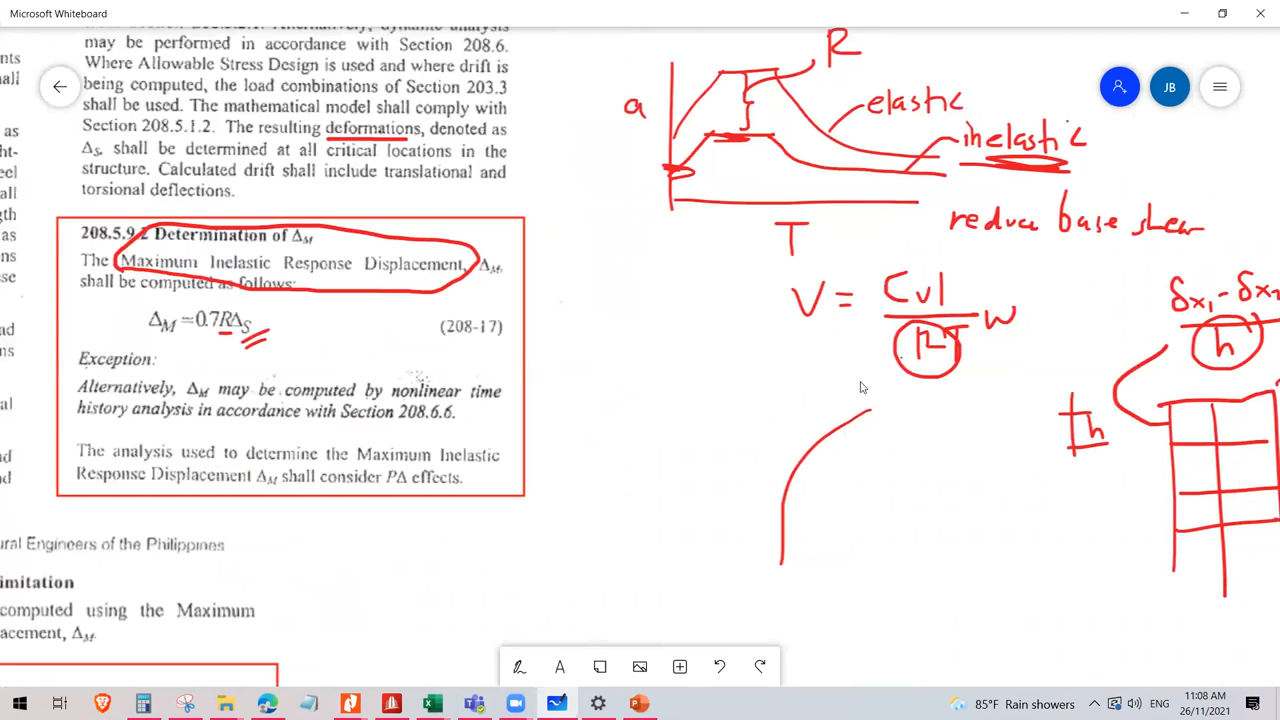 Microsoft Whiteboard
may be performed in accordance with Section 208.6.
Where Allowable Stress Design is used and where drift is
being computed, the load combinations of Section 203.3
shall be used. The mathematical model shall comply with
Section 208.5.1.2. The resulting deformations, denoted as
ΔS, shall be determined at all critical locations in the
structure. Calculated drift shall include translational and
torsional deflections.
208.5.9.2 Determination of ΔM
The Maximum Inelastic Response Displacement, ΔM,
shall be computed as follows:
ΔM =0.7RΔS (208-17)
Exception:
Alternatively, ΔM may be computed by nonlinear time
history analysis in accordance with Section 208.6.6.
The analysis used to determine the Maximum Inelastic
Response Displacement ΔM shall consider PΔ effects.
ural Engineers of the Philippines
imitation
computed using the Maximum
lacement, ΔM.
R
a
elastic
inelastic
T
reduce base shear
V = CvI
RT
W
δx1 - δx2
h
h
JB
85°F Rain showers
ENG
11:08 AM
26/11/2021